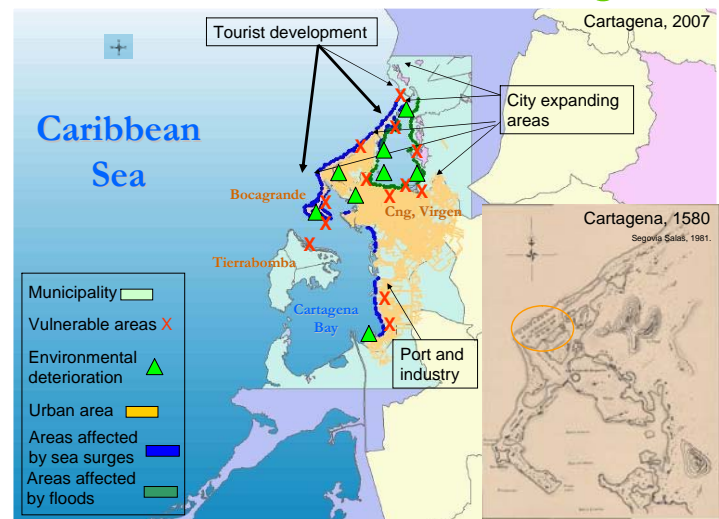 Cartagena, 2007
Tourist development
City expanding
areas
Caribbean
Sea
Bocagrande
Cng, Virgen
Tierrabomba
Cartagena
Bay
Port and
industry
Municipality
Vulnerable areas X
Environmental
deterioration
Urban area
Areas affected
by sea surges
Areas affected
by floods
Cartagena, 1580
Segovia Salas, 1981.